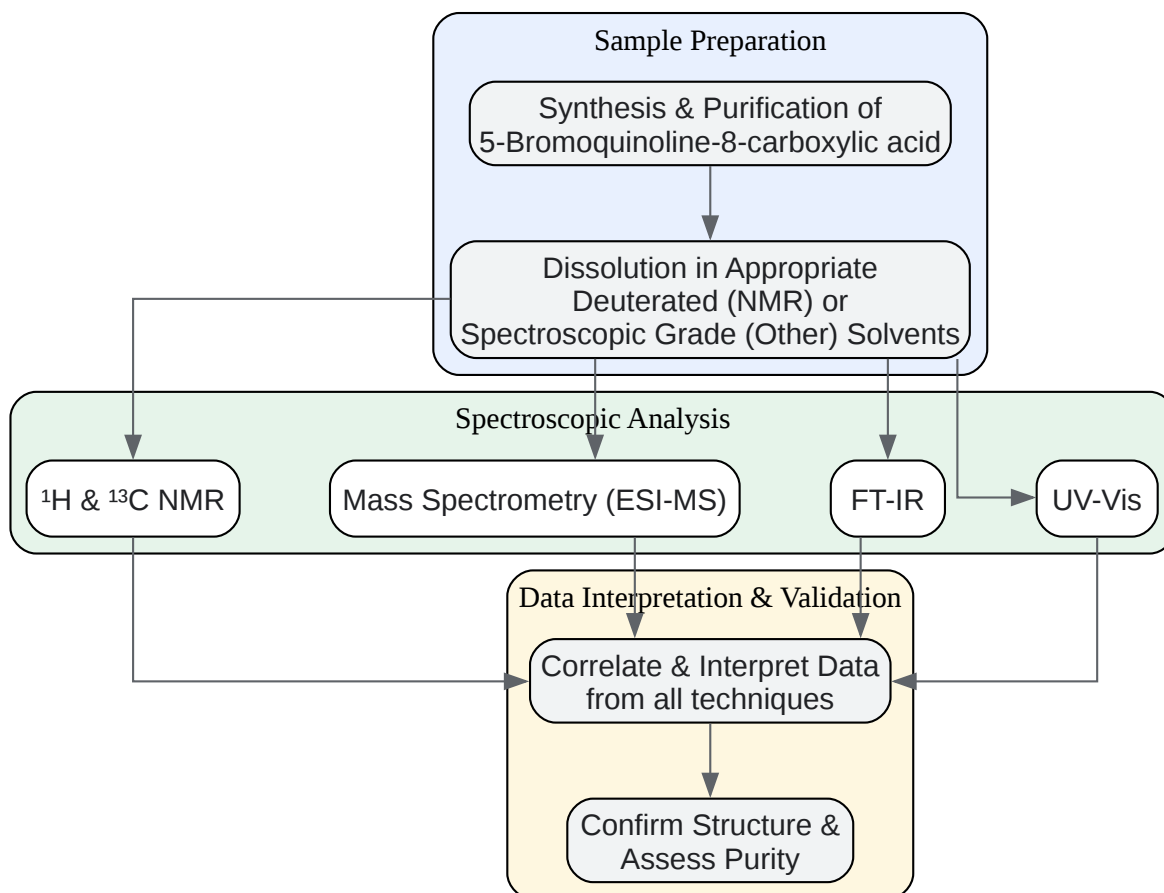 Sample Preparation
Synthesis & Purification of
5-Bromoquinoline-8-carboxylic acid
Dissolution in Appropriate
Deuterated (NMR) or
Spectroscopic Grade (Other) Solvents
Spectroscopic Analysis
¹H & ¹³C NMR
Mass Spectrometry (ESI-MS)
FT-IR
UV-Vis
Data Interpretation & Validation
Correlate & Interpret Data
from all techniques
Confirm Structure &
Assess Purity